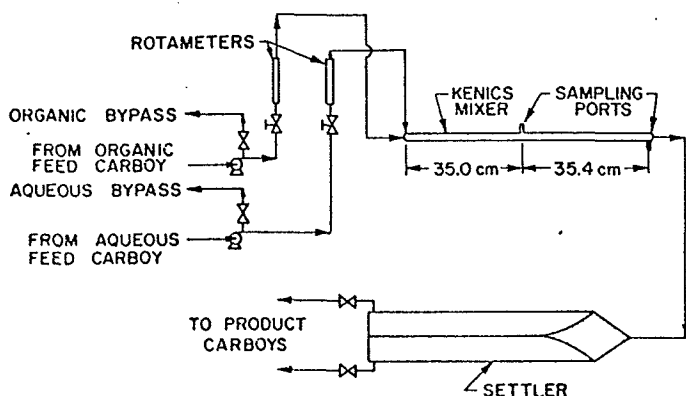 ROTAMETERS
ORGANIC BYPASS
FROM ORGANIC
FEED CARBOY
AQUEOUS BYPASS
FROM AQUEOUS
FEED CARBOY
KENICS
MIXER
SAMPLING
PORTS
35.0 cm
35.4 cm
TO PRODUCT
CARBOYS
SETTLER